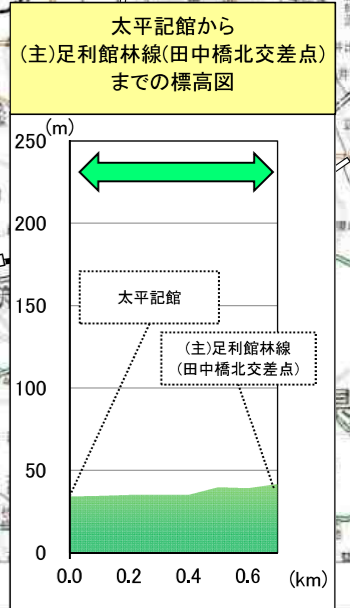 太平記館から
(主)足利館林線(田中橋北交差点)
までの標高図
(m)
250
200
150
100
50
0
太平記館
(主)足利館林線
(田中橋北交差点)
0.0 0.2 0.4 0.6 (km)